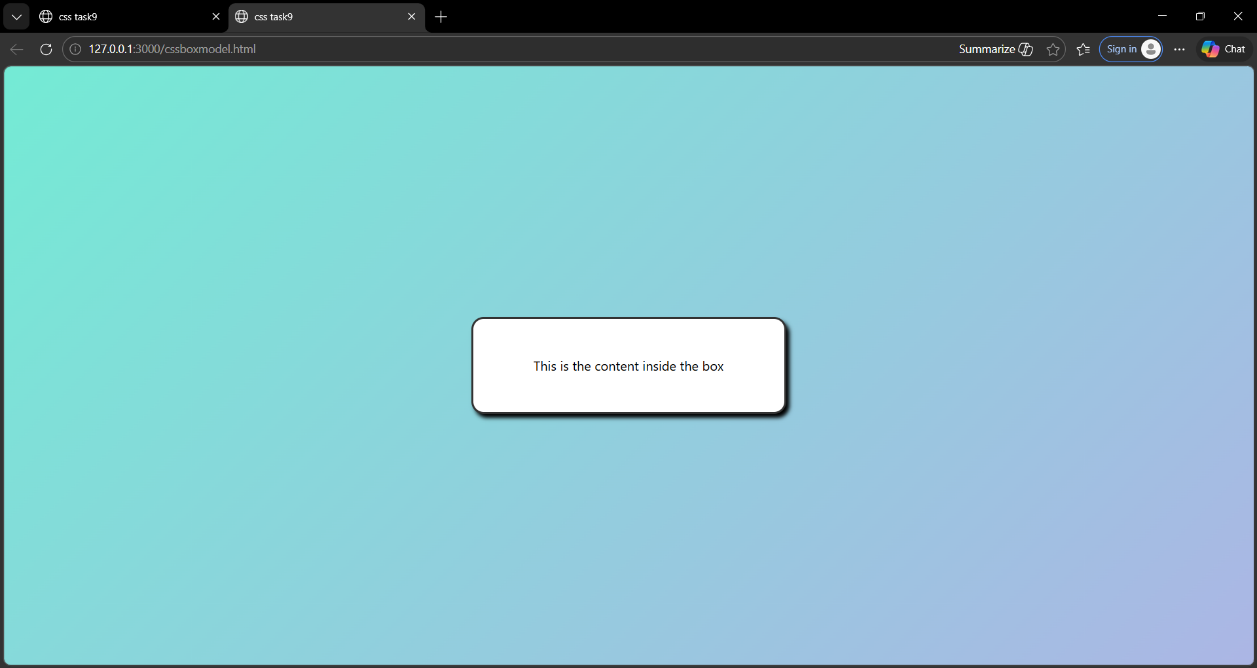 css task9
css task9
127.0.0.1:3000/cssboxmodel.html
Summarize
Sign in
Chat
This is the content inside the box